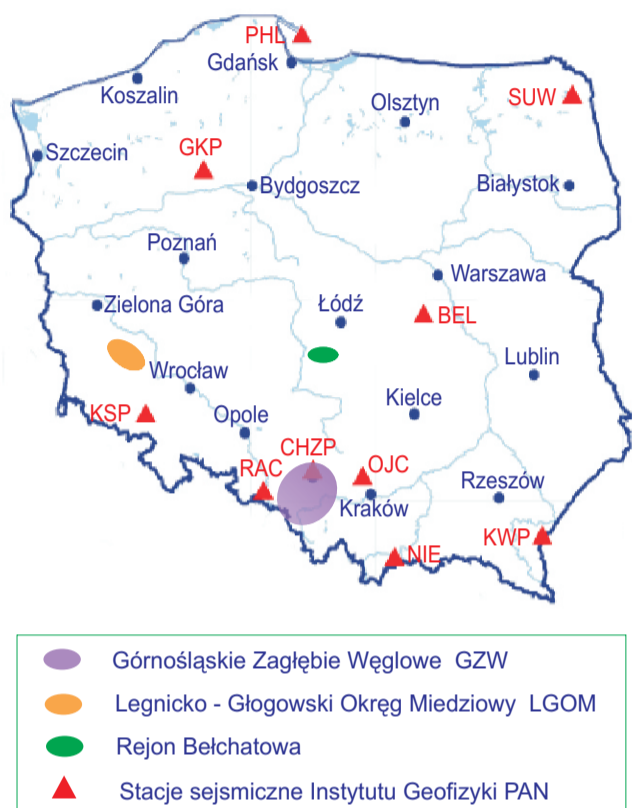 PHL
Gdańsk
Koszalin
SUW
Olsztyn
Szczecin
GKP
Bydgoszcz
Białystok
Poznań
Warszawa
Zielona Góra
Łódź
BEL
Wrocław
Lublin
KSP
Opole
Kielce
CHZP
RAC
OJC
Rzeszów
Kraków
KWP
NIE
Górnośląskie Zagłębie Węglowe GZW
Legnicko - Głogowski Okręg Miedziowy LGOM
Rejon Bełchatowa
Stacje sejsmiczne Instytutu Geofizyki PAN